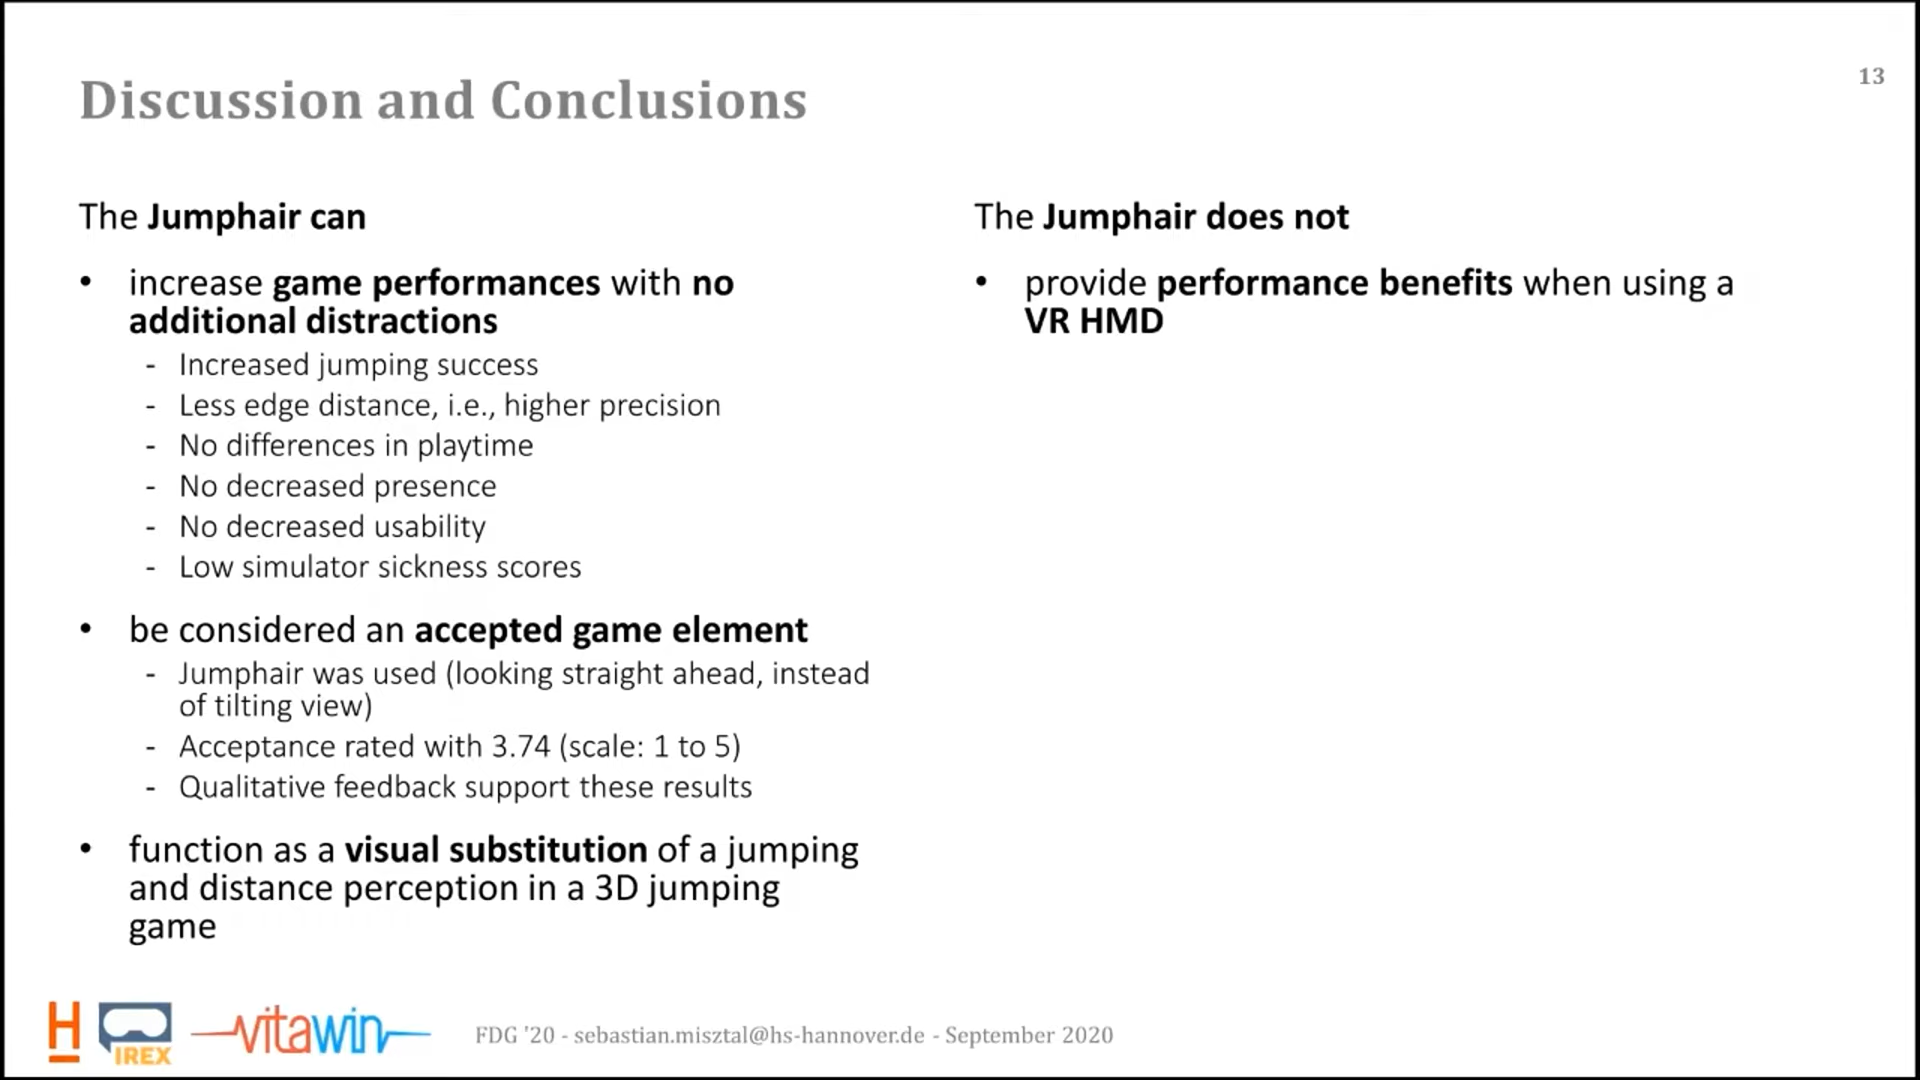 Discussion and Conclusions
13
The Jumphair can
• increase game performances with no
additional distractions
- Increased jumping success
- Less edge distance, i.e., higher precision
- No differences in playtime
- No decreased presence
- No decreased usability
- Low simulator sickness scores
• be considered an accepted game element
- Jumphair was used (looking straight ahead, instead
of tilting view)
- Acceptance rated with 3.74 (scale: 1 to 5)
- Qualitative feedback support these results
• function as a visual substitution of a jumping
and distance perception in a 3D jumping
game
The Jumphair does not
• provide performance benefits when using a
VR HMD
H
IREX
vitawin
FDG '20 - sebastian.misztal@hs-hannover.de - September 2020